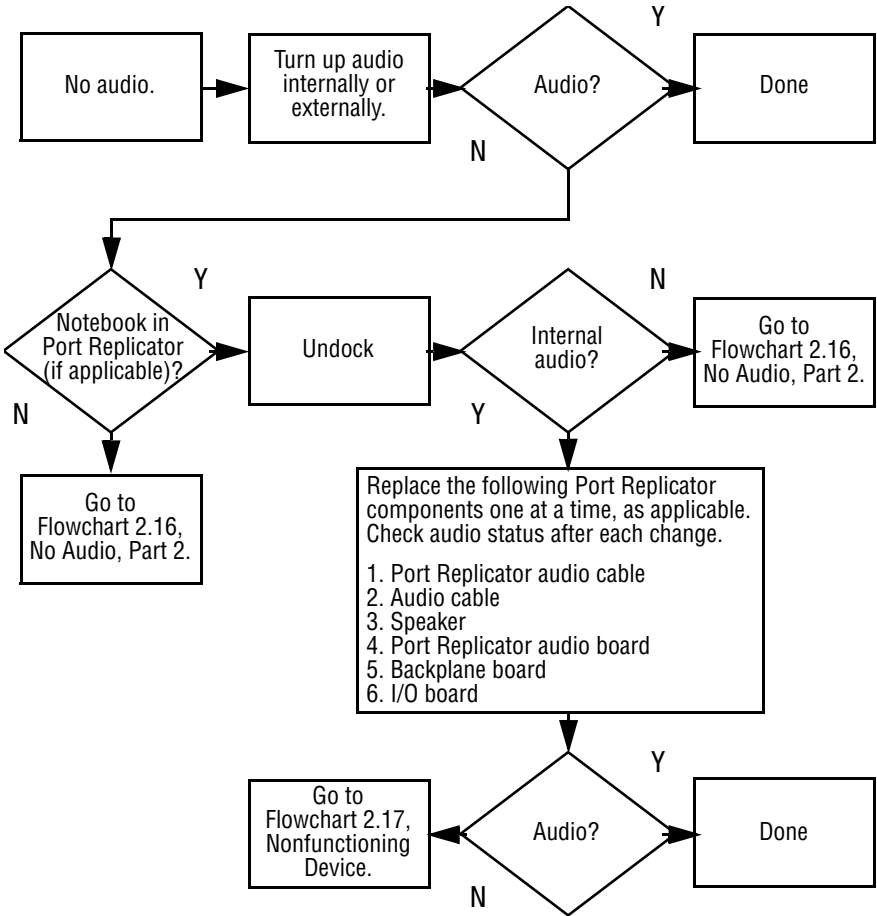 No audio.
Turn up audio
internally or
externally.
Audio?
Y
Done
N
Notebook in
Port Replicator
(if applicable)?
Y
N
Undock
Internal
audio?
N
Y
Go to
Flowchart 2.16,
No Audio, Part 2.
Go to
Flowchart 2.16,
No Audio, Part 2.
Replace the following Port Replicator
components one at a time, as applicable.
Check audio status after each change.
1. Port Replicator audio cable
2. Audio cable
3. Speaker
4. Port Replicator audio board
5. Backplane board
6. I/O board
Audio?
Y
Done
N
Go to
Flowchart 2.17,
Nonfunctioning
Device.